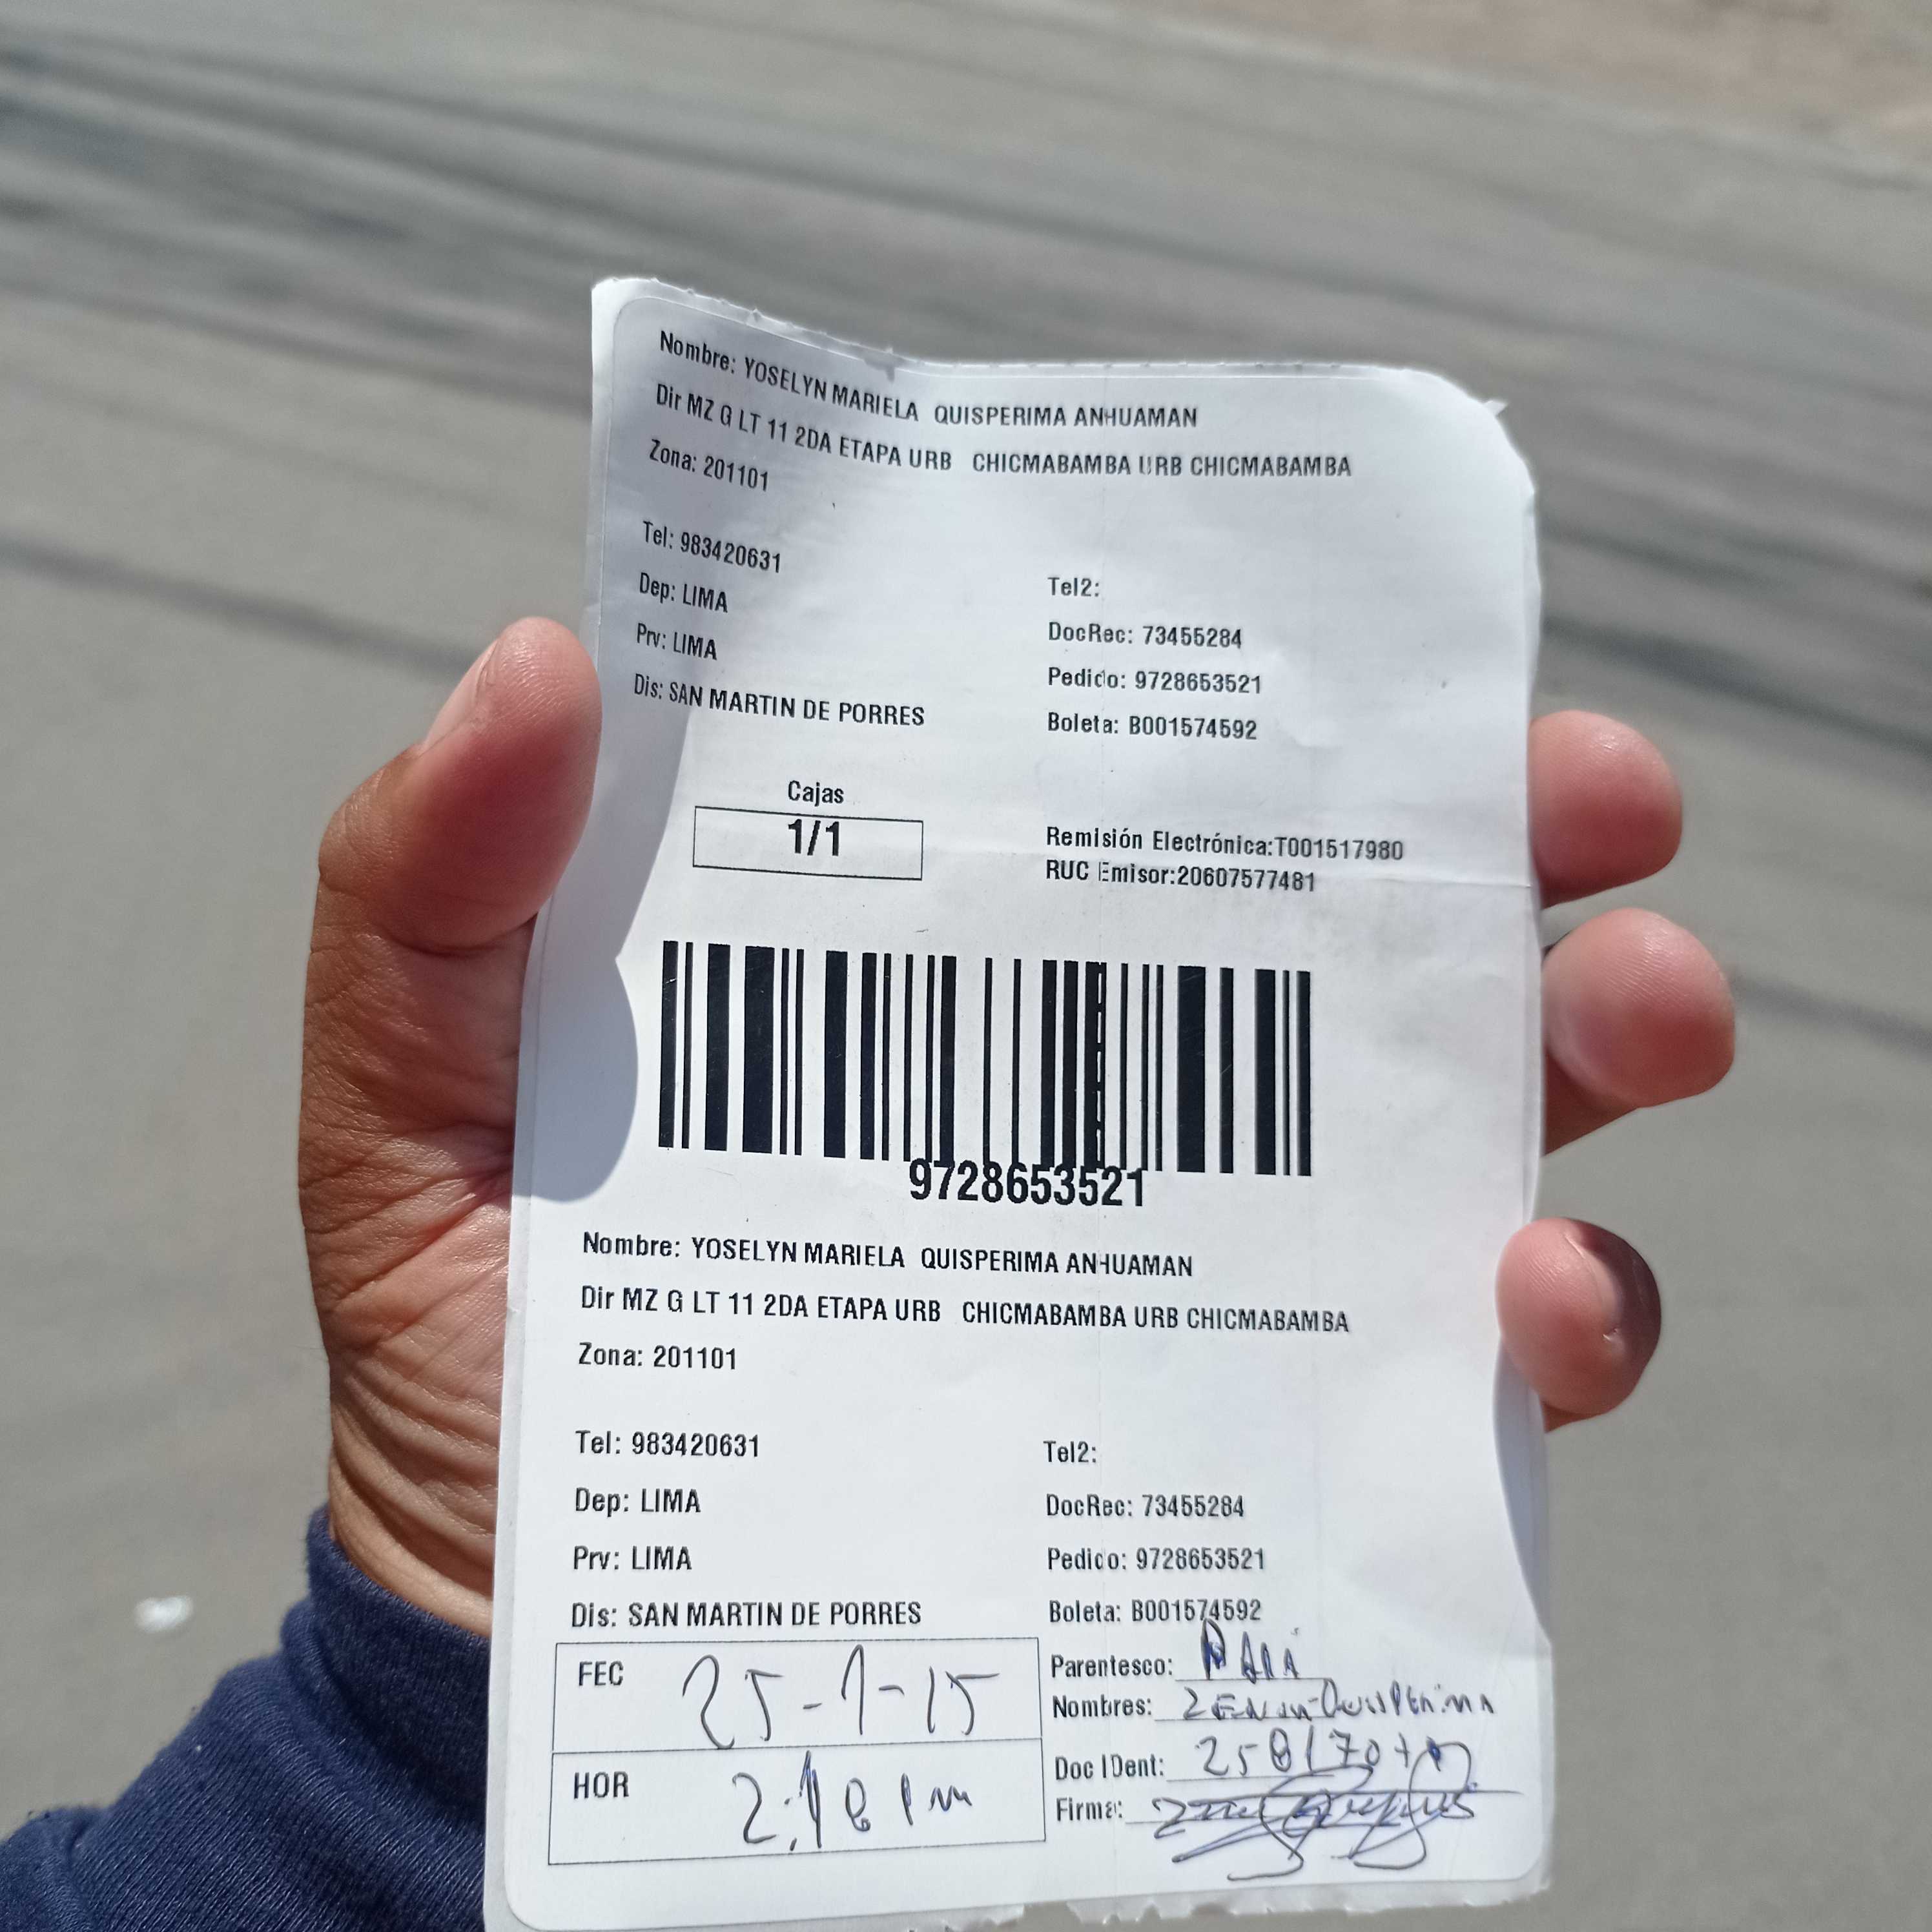 Nombre: YOSELYN MARIELA QUISPERIMA ANHUAMAN
Dir MZ G LT 11 2DA ETAPA URB CHICMABAMBA URB CHICMABAMBA
Zona: 201101
Tel: 983420631
Tel2:
Dep: LIMA
DocRec: 73455284
Prv: LIMA
Pedido: 9728653521
Dis: SAN MARTIN DE PORRES
Boleta: B001574592
Cajas
1/1
Remisión Electrónica:T001517980
RUC Emisor:20607577481
9728653521
Nombre: YOSELYN MARIELA QUISPERIMA ANHUAMAN
Dir MZ G LT 11 2DA ETAPA URB CHICMABAMBA URB CHICMABAMBA
Zona: 201101
Tel: 983420631
Tel2:
Dep: LIMA
DocRec: 73455284
Prv: LIMA
Pedido: 9728653521
Dis: SAN MARTIN DE PORRES
Boleta: B001574592
FEC 25-1-15
Parentesco:
Nombres: Quisperima
Doc IDent:
HOR 2:18 pm
Firma: